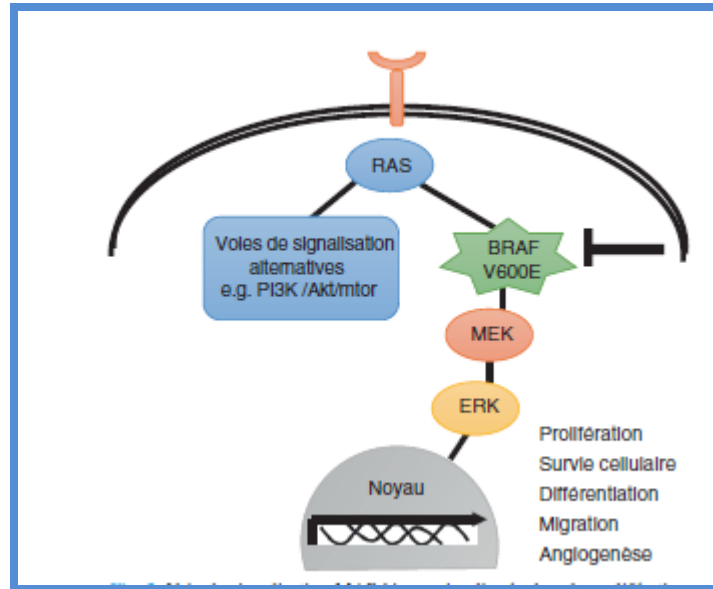 RAS
Voies de signalisation
alternatives
e.g. PI3K /Akt/mtor
BRAF
V600E
MEK
ERK
Noyau
Prolifération
Survie cellulaire
Différentiation
Migration
Angiogenèse